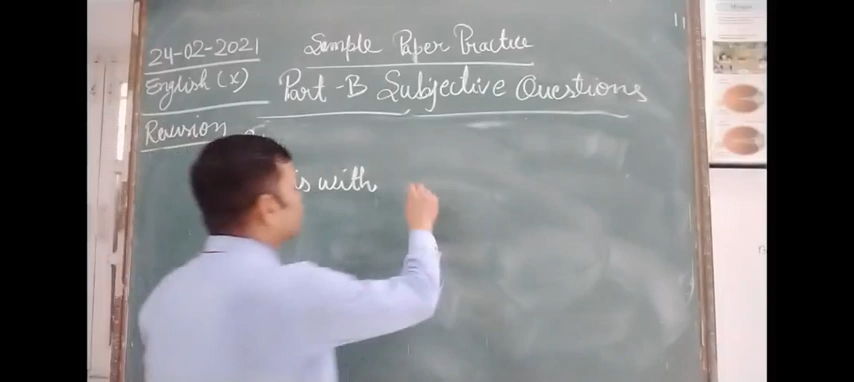 24-02-2021 Sample Paper Practice
English (X) Part-B Subjective Questions
Revision
is with